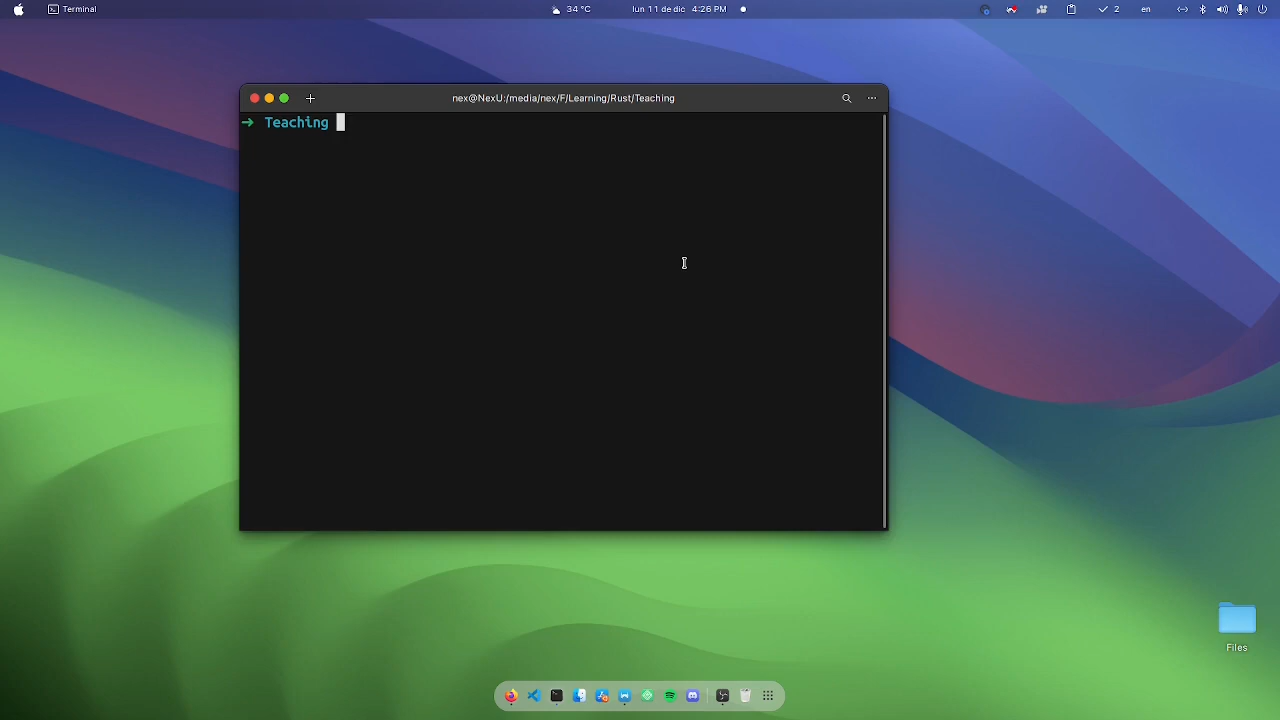 Terminal
34 °C
lun 11 de dic 4:26 PM
2
en
nex@NexU:/media/nex/F/Learning/Rust/Teaching
➜ Teaching
Files